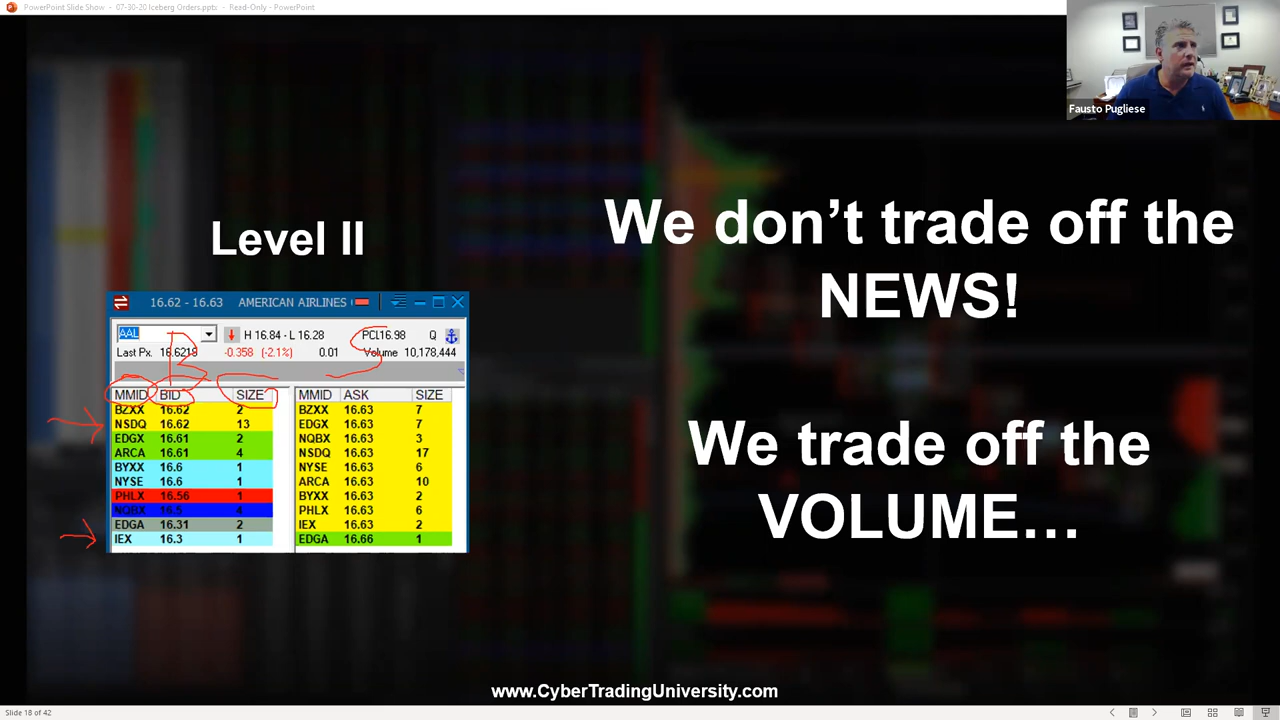 PowerPoint Slide Show - 07-30-20 Iceberg Orders.pptx - Read-Only - PowerPoint
Fausto Pugliese
We don't trade off the
NEWS!
We trade off the
VOLUME…
Level II
16.62 - 16.63 AMERICAN AIRLINES
AAL H 16.84 - L 16.28 PCL16.98 Q
Last Px. 16.6219 -0.358 (-2.1%) 0.01 Volume 10,178,444
B S
MMID BID SIZE MMID ASK SIZE
BZXX 16.62 2 BZXX 16.63 7
NSDQ 16.62 13 EDGX 16.63 7
EDGX 16.61 2 NQBX 16.63 3
ARCA 16.61 4 NSDQ 16.63 17
BYXX 16.6 1 NYSE 16.63 6
NYSE 16.6 1 ARCA 16.63 10
PHLX 16.56 1 BYXX 16.63 2
NQBX 16.5 4 PHLX 16.63 6
EDGA 16.31 2 IEX 16.63 2
IEX 16.3 1 EDGA 16.66 1
www.CyberTradingUniversity.com
Slide 18 of 42